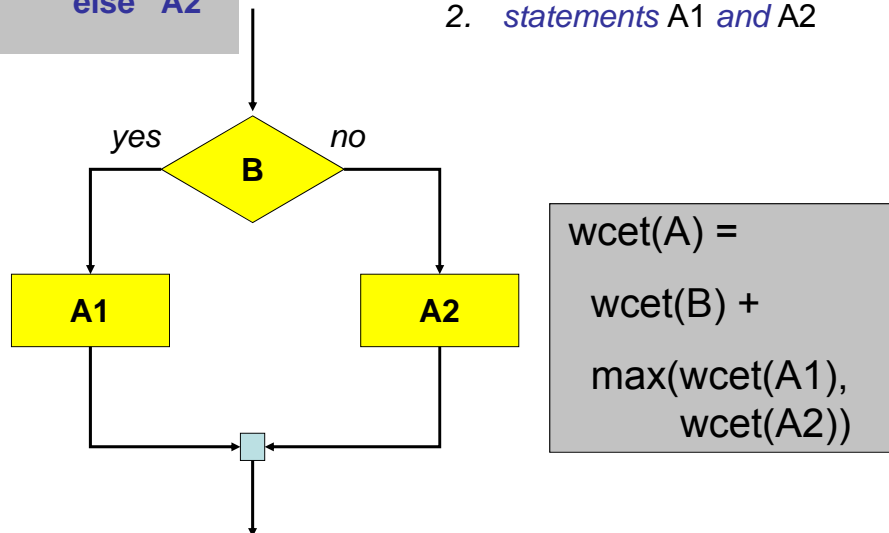 else A2
2. statements A1 and A2
yes no
B
A1 A2
wcet(A) =
wcet(B) +
max(wcet(A1),
wcet(A2))